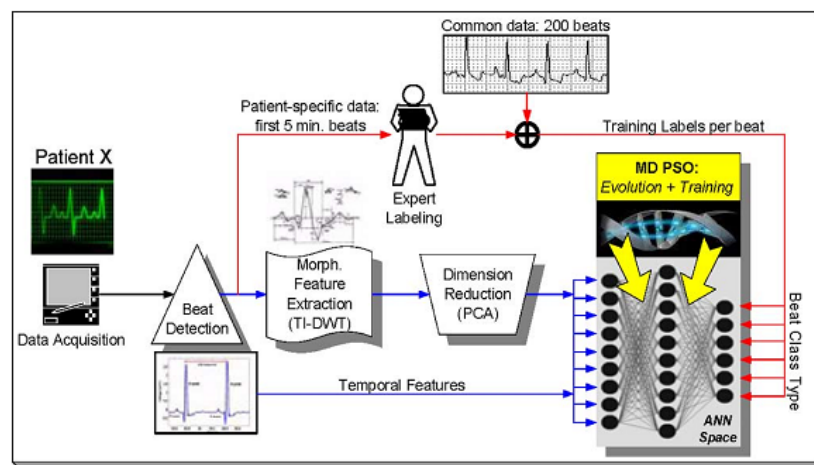 Common data: 200 beats
Patient-specific data:
first 5 min. beats
Training Labels per beat
Patient X
Expert
Labeling
MD PSO:
Evolution + Training
Data Acquisition
Beat
Detection
Morph.
Feature
Extraction
(TI-DWT)
Dimension
Reduction
(PCA)
Temporal Features
Beat Class Type
ANN
Space